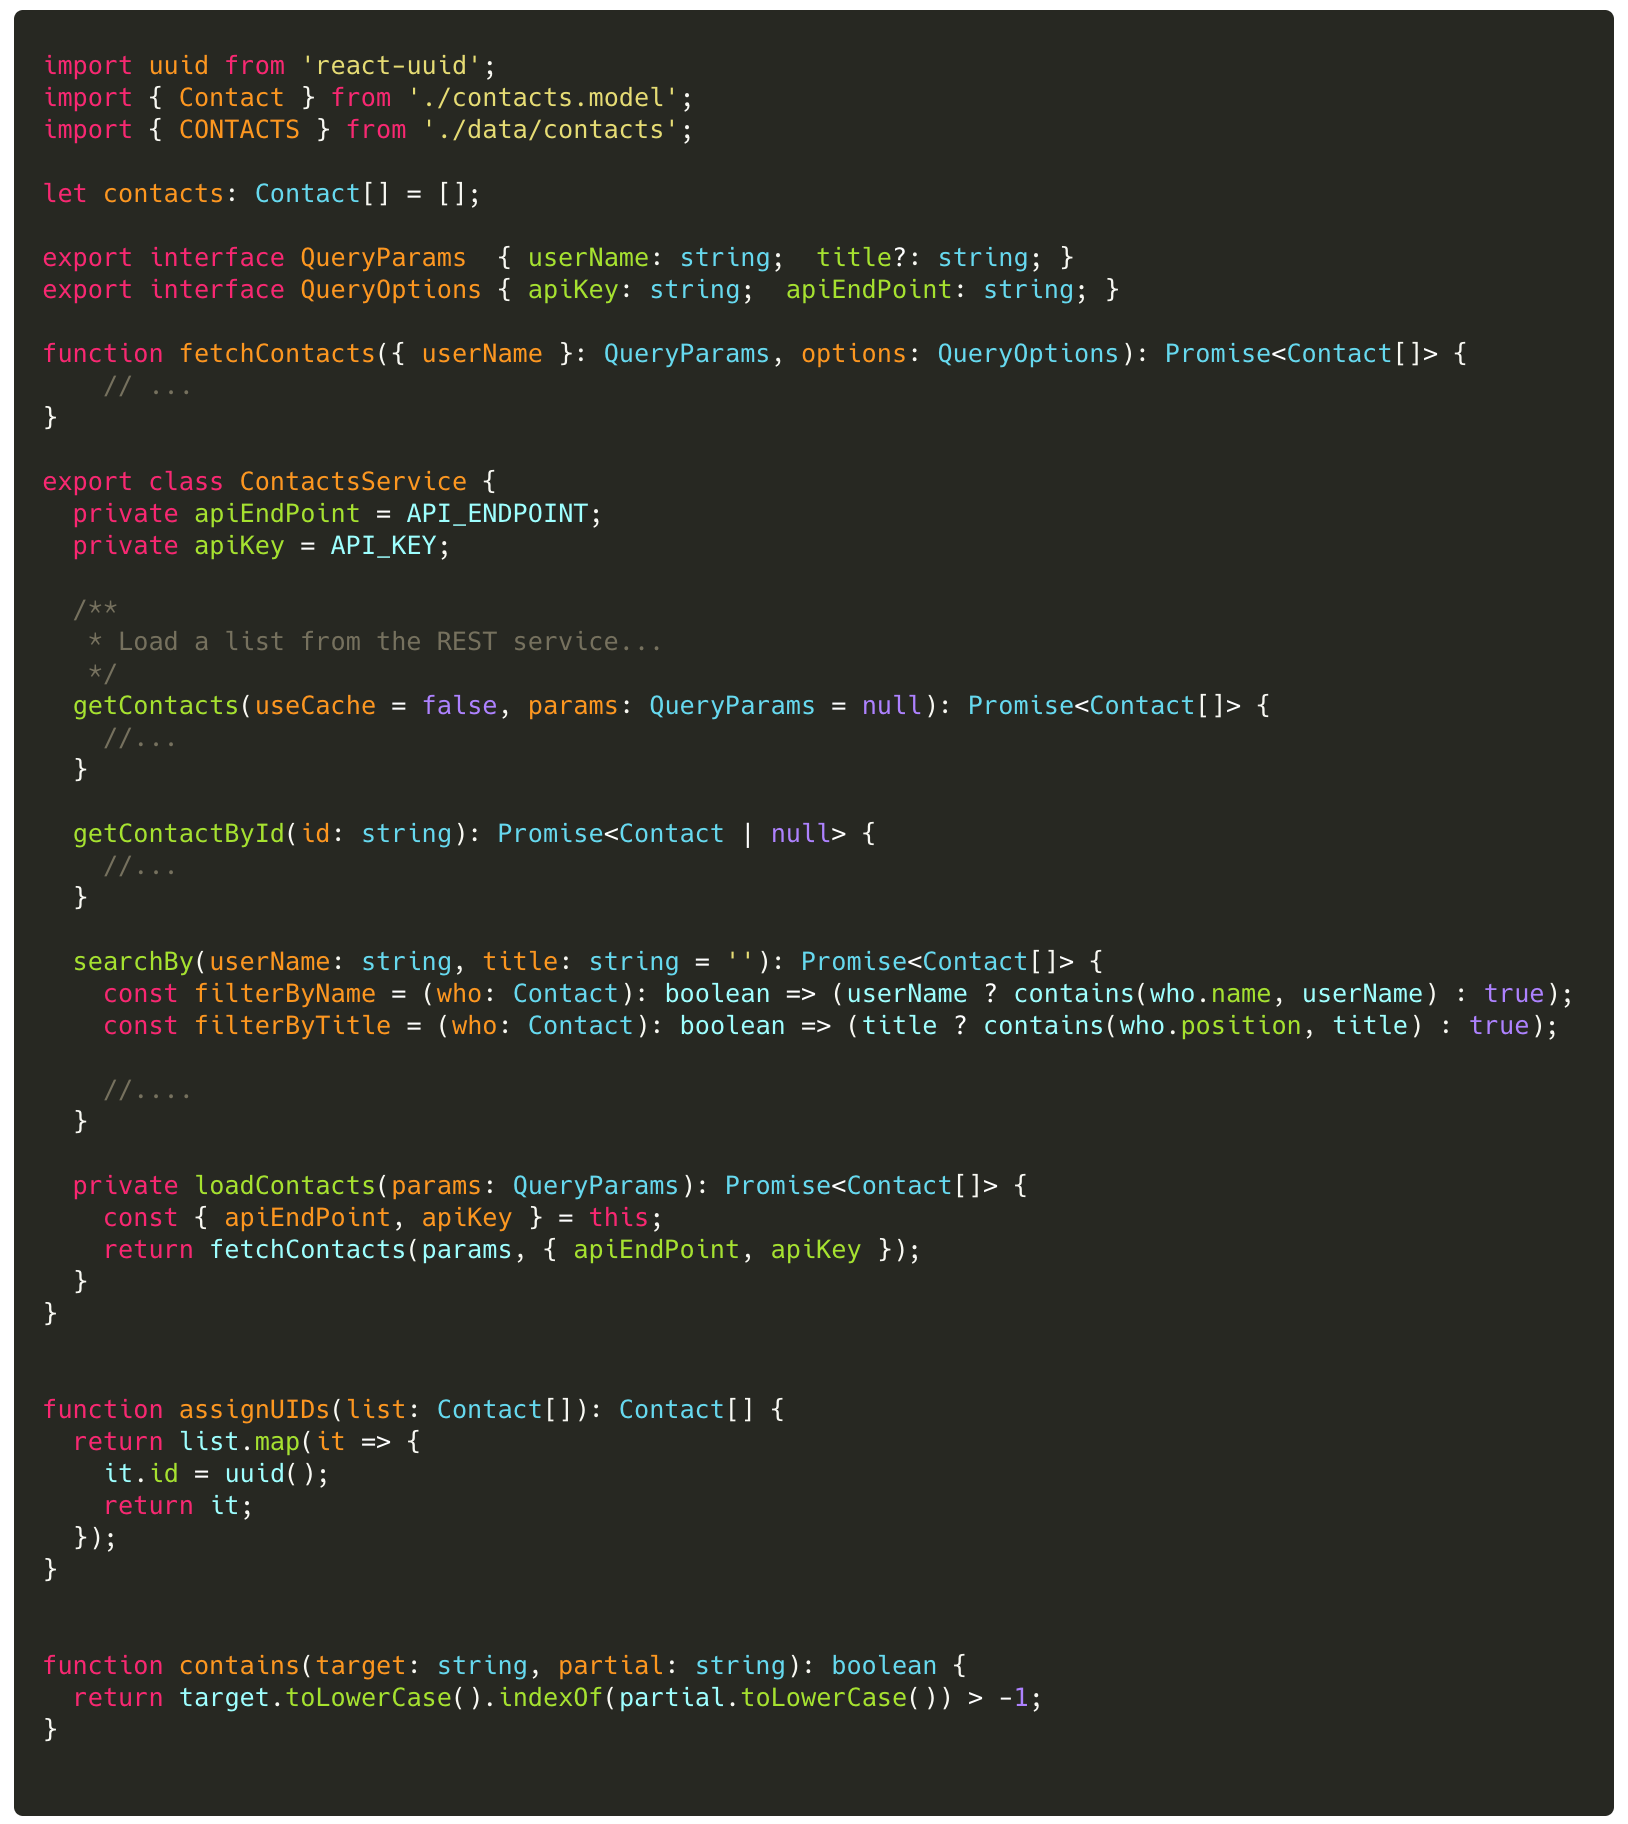 import uuid from 'react-uuid';
import { Contact } from './contacts.model';
import { CONTACTS } from './data/contacts';

let contacts: Contact[] = [];

export interface QueryParams  { userName: string;  title?: string; }
export interface QueryOptions { apiKey: string;  apiEndPoint: string; }

function fetchContacts({ userName }: QueryParams, options: QueryOptions): Promise<Contact[]> {
    // ...
}

export class ContactsService {
  private apiEndPoint = API_ENDPOINT;
  private apiKey = API_KEY;

  /**
   * Load a list from the REST service...
   */
  getContacts(useCache = false, params: QueryParams = null): Promise<Contact[]> {
    //...
  }

  getContactById(id: string): Promise<Contact | null> {
    //...
  }

  searchBy(userName: string, title: string = ''): Promise<Contact[]> {
    const filterByName = (who: Contact): boolean => (userName ? contains(who.name, userName) : true);
    const filterByTitle = (who: Contact): boolean => (title ? contains(who.position, title) : true);

    //....
  }

  private loadContacts(params: QueryParams): Promise<Contact[]> {
    const { apiEndPoint, apiKey } = this;
    return fetchContacts(params, { apiEndPoint, apiKey });
  }
}


function assignUIDs(list: Contact[]): Contact[] {
  return list.map(it => {
    it.id = uuid();
    return it;
  });
}


function contains(target: string, partial: string): boolean {
  return target.toLowerCase().indexOf(partial.toLowerCase()) > -1;
}